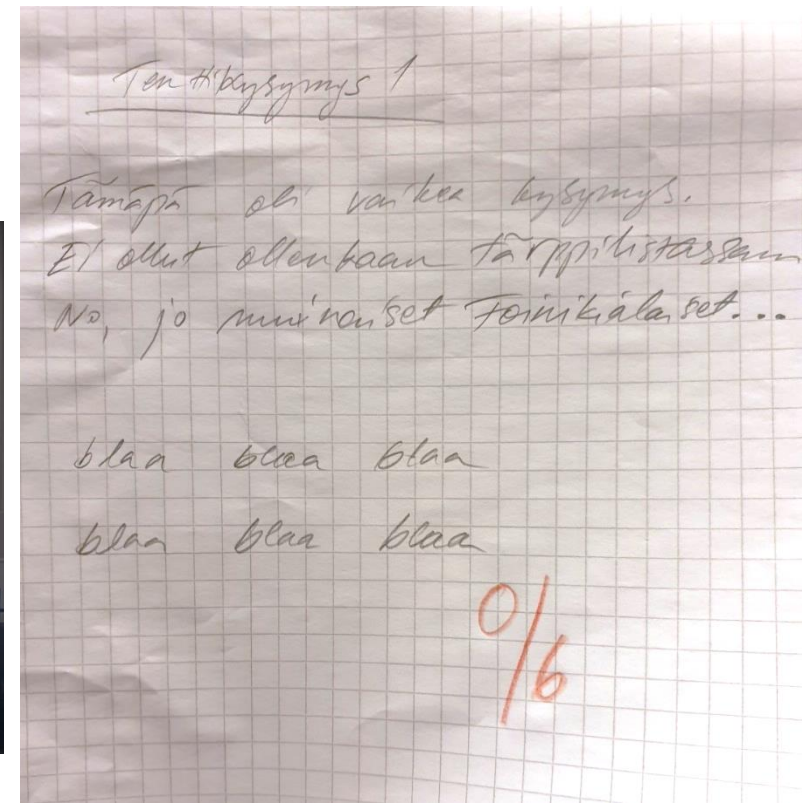 Tenttikysymys 1
Tämäpä oli vaikea kysymys.
Ei ollut ollenkaan tärppilistassani
No, jo muinaiset foinikialaiset...
blaa blaa blaa
blaa blaa blaa
0/6